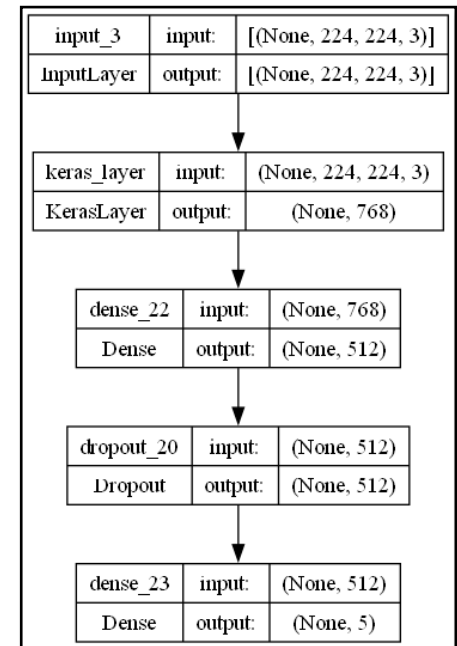 input_3 input: [(None, 224, 224, 3)]
InputLayer output: [(None, 224, 224, 3)]
keras_layer input: (None, 224, 224, 3)
KerasLayer output: (None, 768)
dense_22 input: (None, 768)
Dense output: (None, 512)
dropout_20 input: (None, 512)
Dropout output: (None, 512)
dense_23 input: (None, 512)
Dense output: (None, 5)